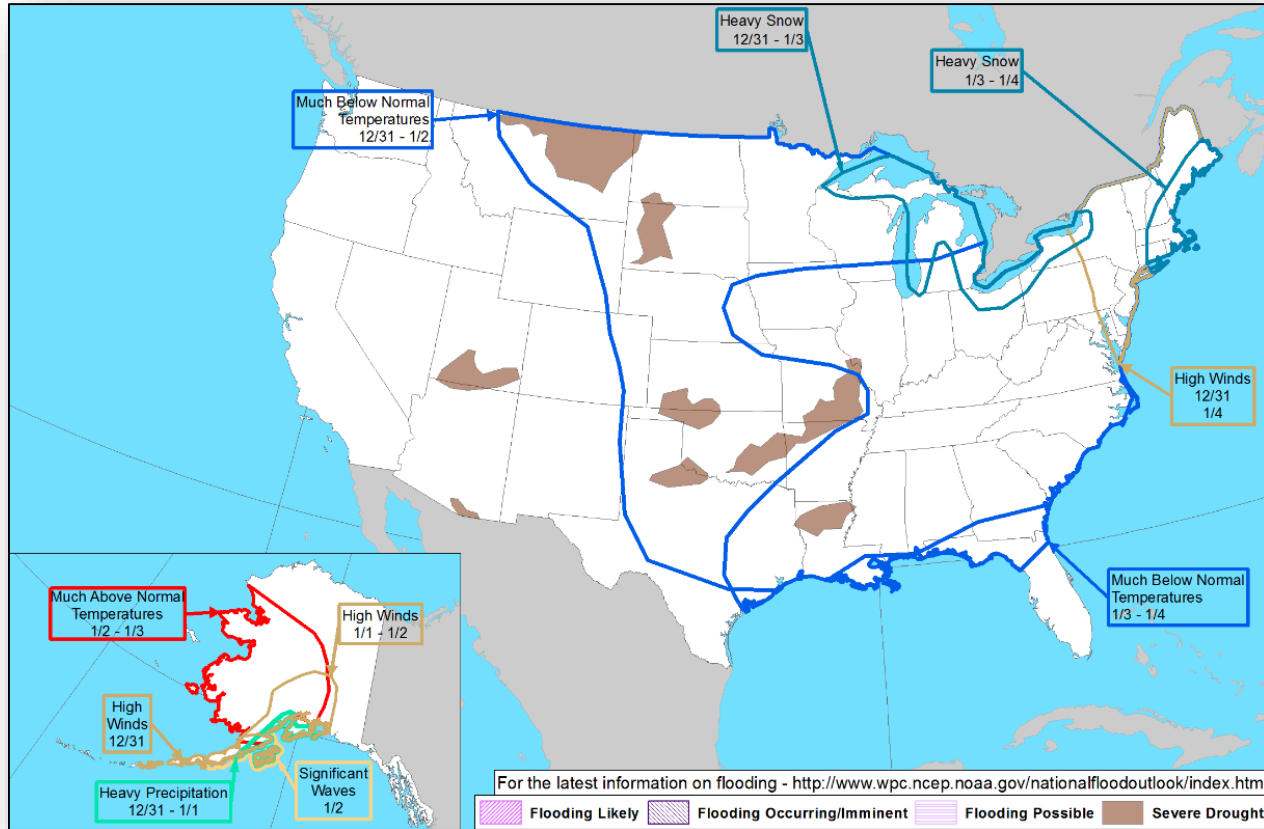 Heavy Snow
12/31 - 1/3
Heavy Snow
1/3 - 1/4
Much Below Normal
Temperatures
12/31 - 1/2
High Winds
12/31
1/4
Much Below Normal
Temperatures
1/3 - 1/4
Much Above Normal
Temperatures
1/2 - 1/3
High Winds
1/1 - 1/2
High
Winds
12/31
Heavy Precipitation
12/31 - 1/1
Significant
Waves
1/2
For the latest information on flooding - http://www.wpc.ncep.noaa.gov/nationalfloodoutlook/index.htm
Flooding Likely Flooding Occurring/Imminent Flooding Possible Severe Drought